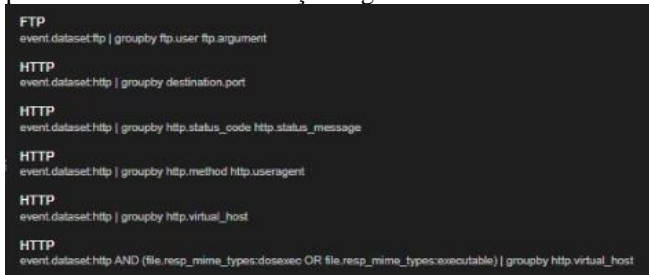 FTP
event.dataset:ftp | groupby ftp.user ftp.argument
HTTP
event.dataset:http | groupby destination.port
HTTP
event.dataset:http | groupby http.status_code http.status_message
HTTP
event.dataset:http | groupby http.method http.useragent
HTTP
event.dataset:http | groupby http.virtual_host
HTTP
event.dataset:http AND (file.resp_mime_types:dosexec OR file.resp_mime_types:executable) | groupby http.virtual_host